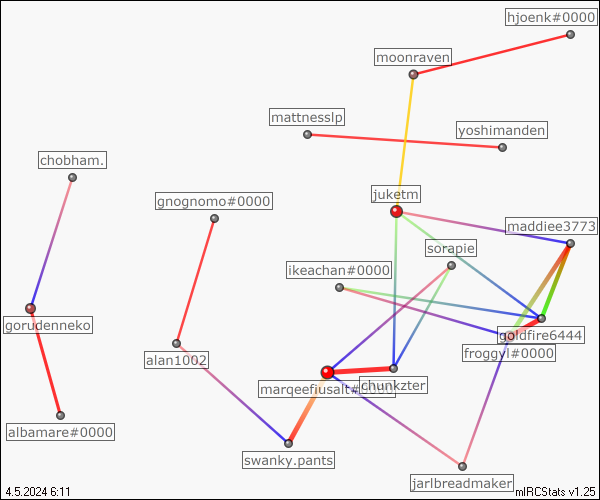 hjoenk#0000
moonraven
mattnesslp
yoshimanden
chobham.
gnognomo#0000
juketm
maddiee3773
sorapie
ikeachan#0000
gorudenneko
goldfire6444
froggyl#0000
alan1002
marqeefiusalt#0000
chunkzter
albamare#0000
swanky.pants
jarlbreadmaker
4.5.2024 6:11
mIRCStats v1.25